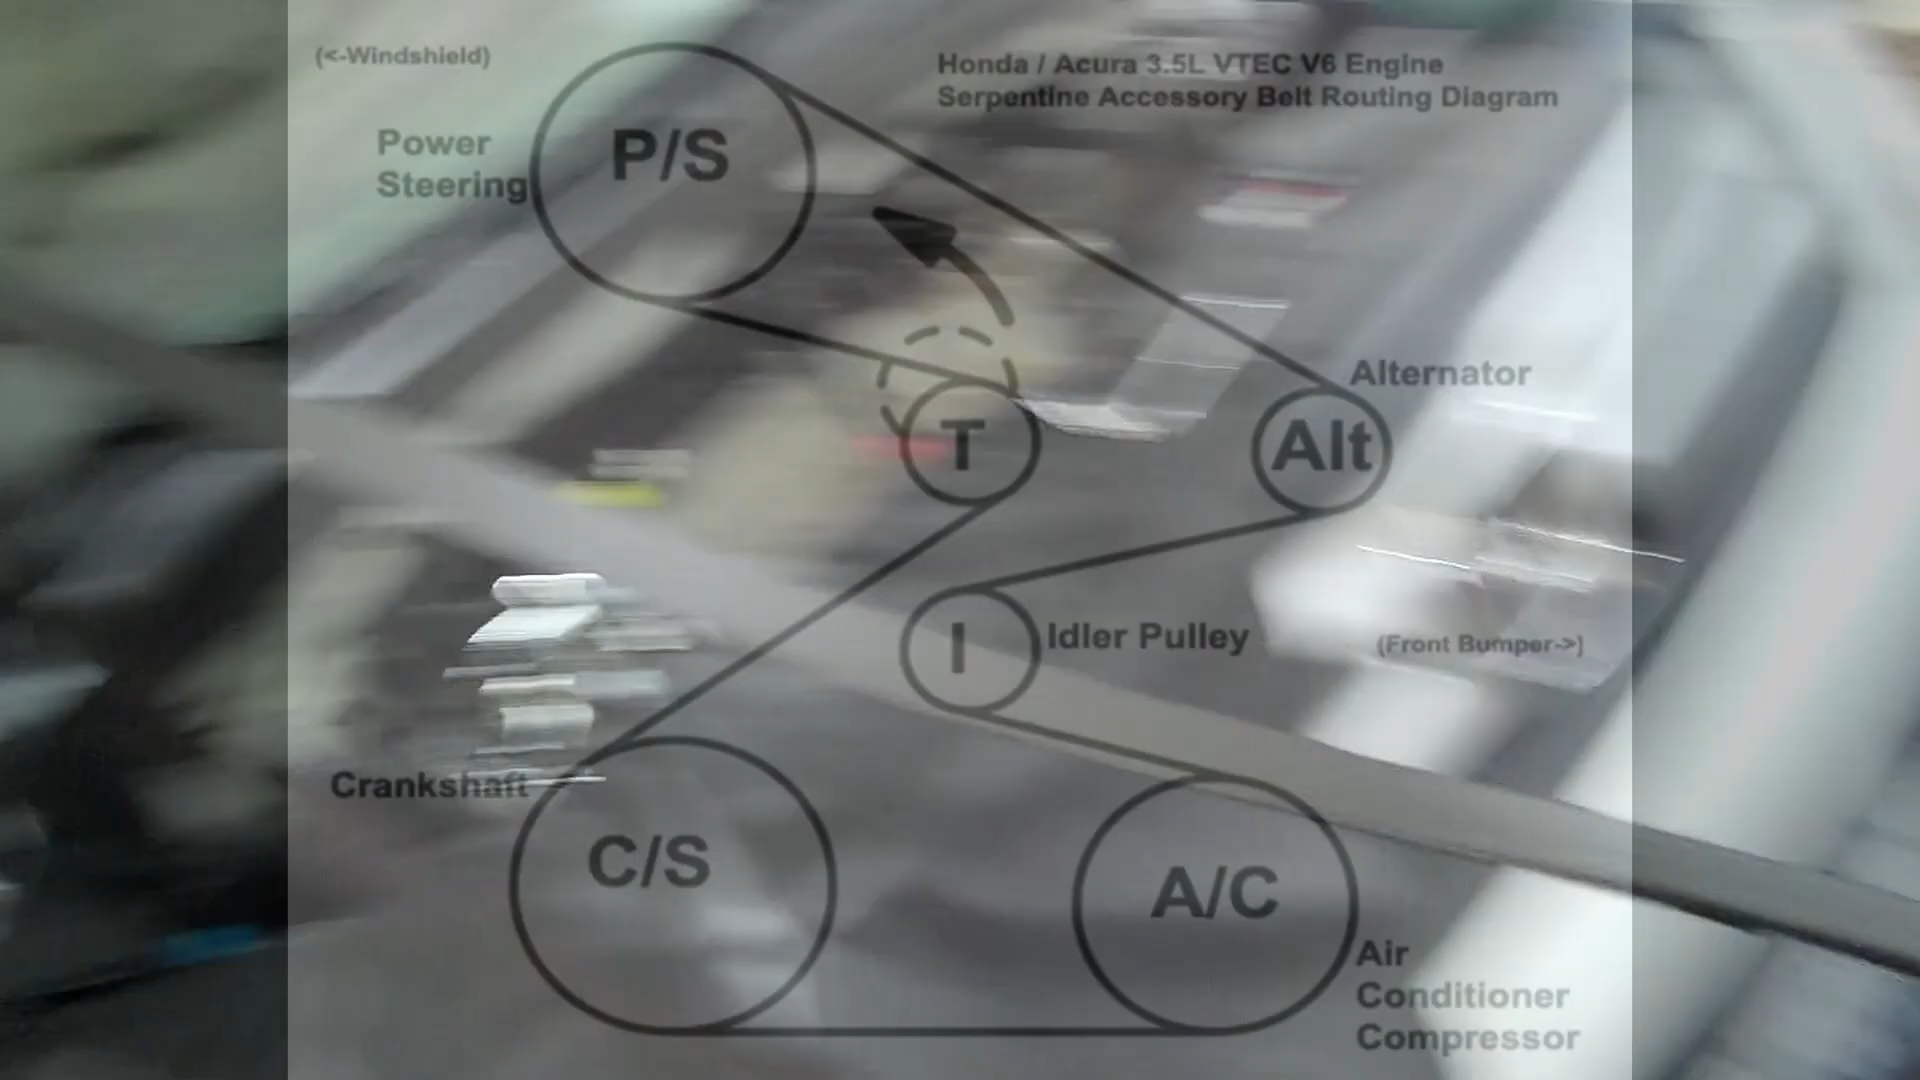 (<-Windshield)
Honda / Acura 3.5L VTEC V6 Engine
Serpentine Accessory Belt Routing Diagram
Power
Steering
P/S
Alternator
T
Alt
I
Idler Pulley
(Front Bumper->)
Crankshaft
C/S
A/C
Air
Conditioner
Compressor